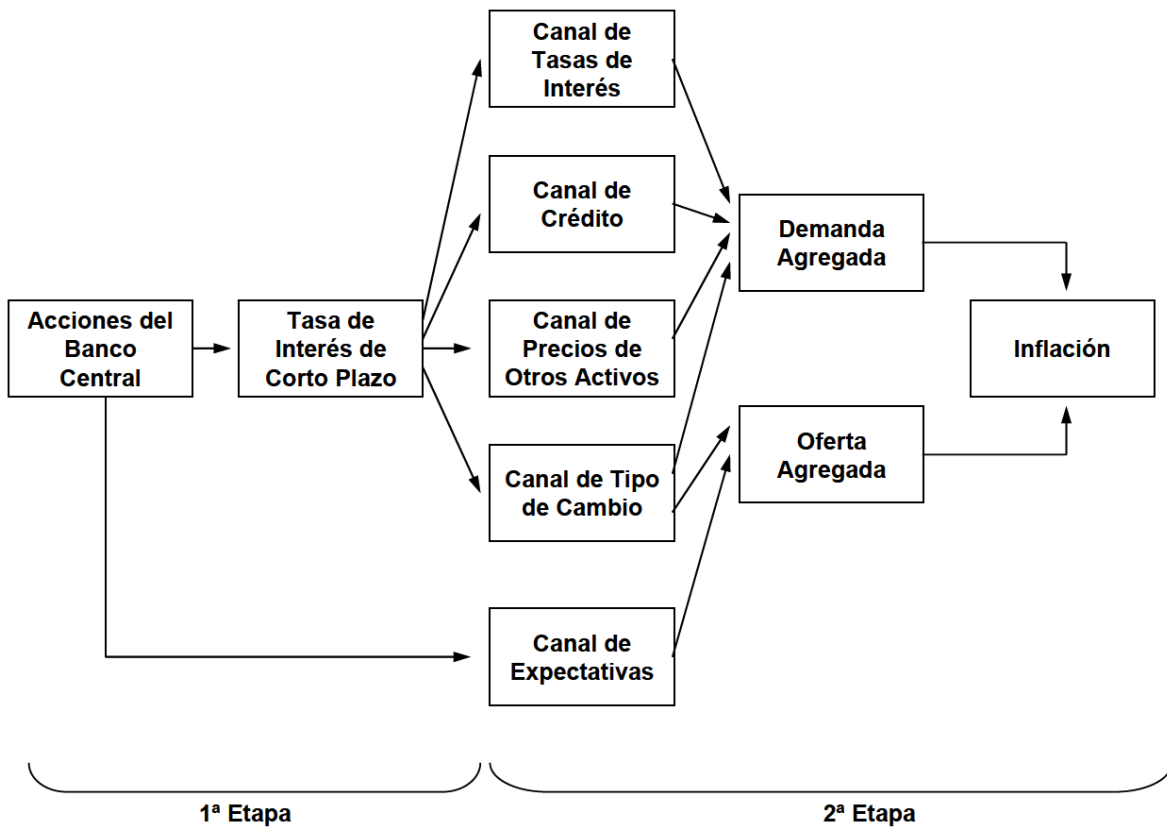 Canal de
Tasas de
Interés
Canal de
Crédito
Demanda
Agregada
Acciones del
Banco
Central
Tasa de
Interés de
Corto Plazo
Canal de
Precios de
Otros Activos
Inflación
Oferta
Agregada
Canal de Tipo
de Cambio
Canal de
Expectativas
1ª Etapa
2ª Etapa